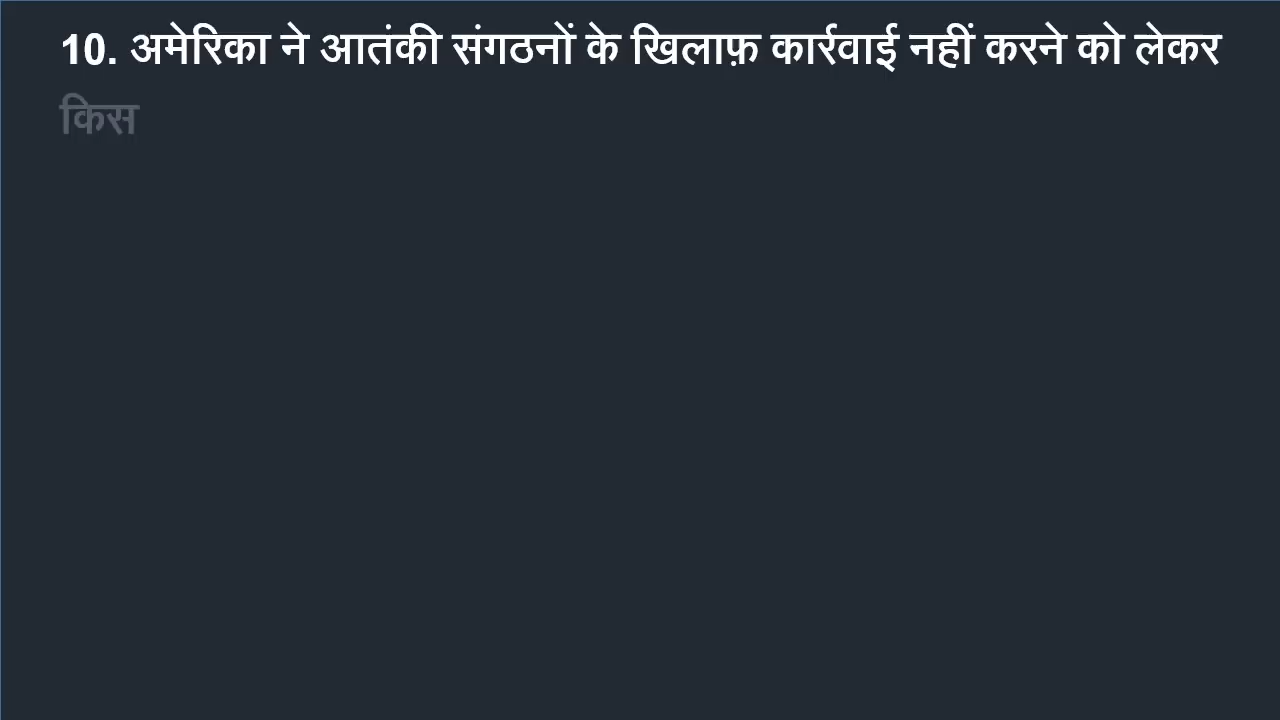 10. अमेरिका ने आतंकी संगठनों के खिलाफ़ कार्रवाई नहीं करने को लेकर
किस